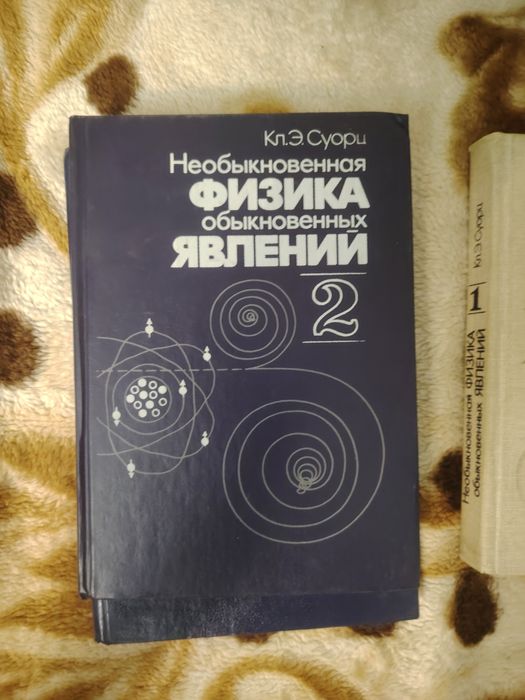 Кл.Э. Суорц
Необыкновенная
ФИЗИКА
обыкновенных
ЯВЛЕНИЙ
2
Необыкновенная ФИЗИКА
обыкновенных ЯВЛЕНИЙ
1
Кл.Э. Суорц